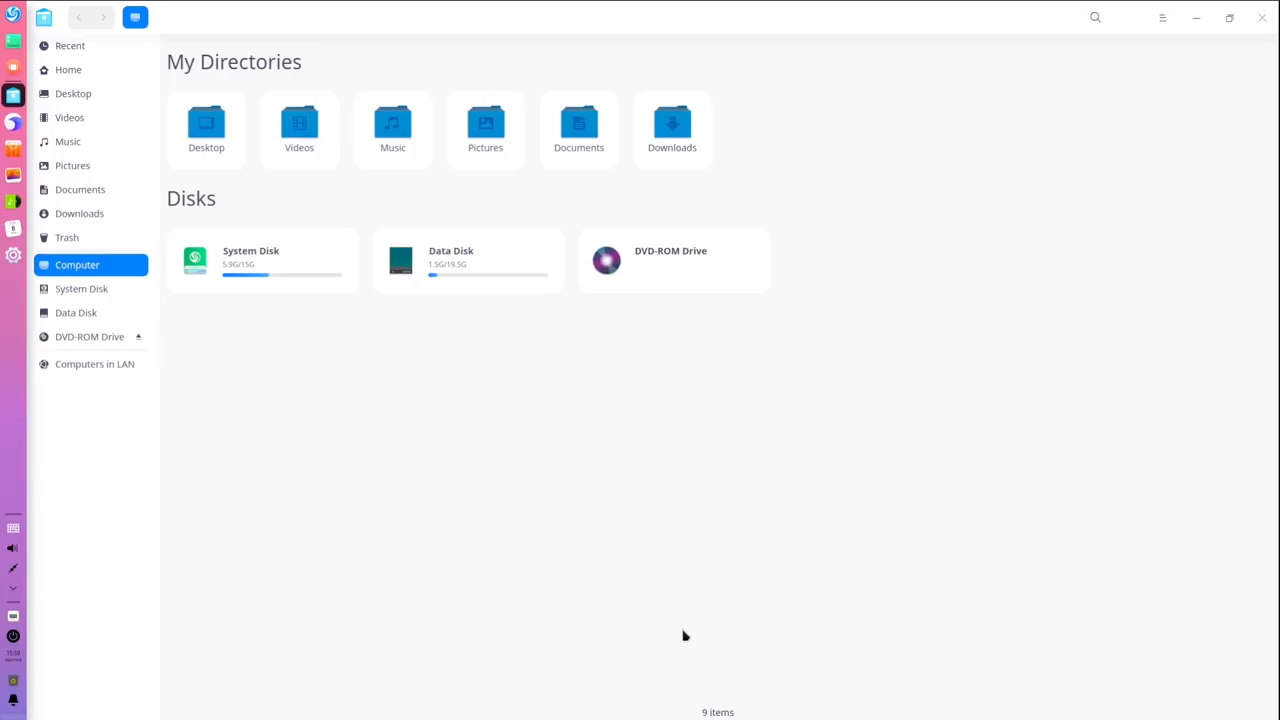 Recent
Home
Desktop
Videos
Music
Pictures
Documents
Downloads
Trash
Computer
System Disk
Data Disk
DVD-ROM Drive
Computers in LAN
My Directories
Desktop
Videos
Music
Pictures
Documents
Downloads
Disks
System Disk
5.9G/15G
Data Disk
1.5G/19.5G
DVD-ROM Drive
15:59
9 items